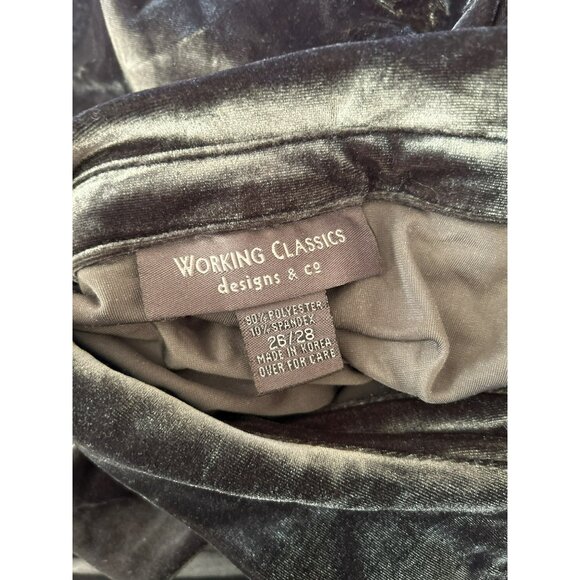 WORKING CLASSICS
designs & co
90% POLYESTER
10% SPANDEX
26/28
MADE IN KOREA
OVER FOR CARE